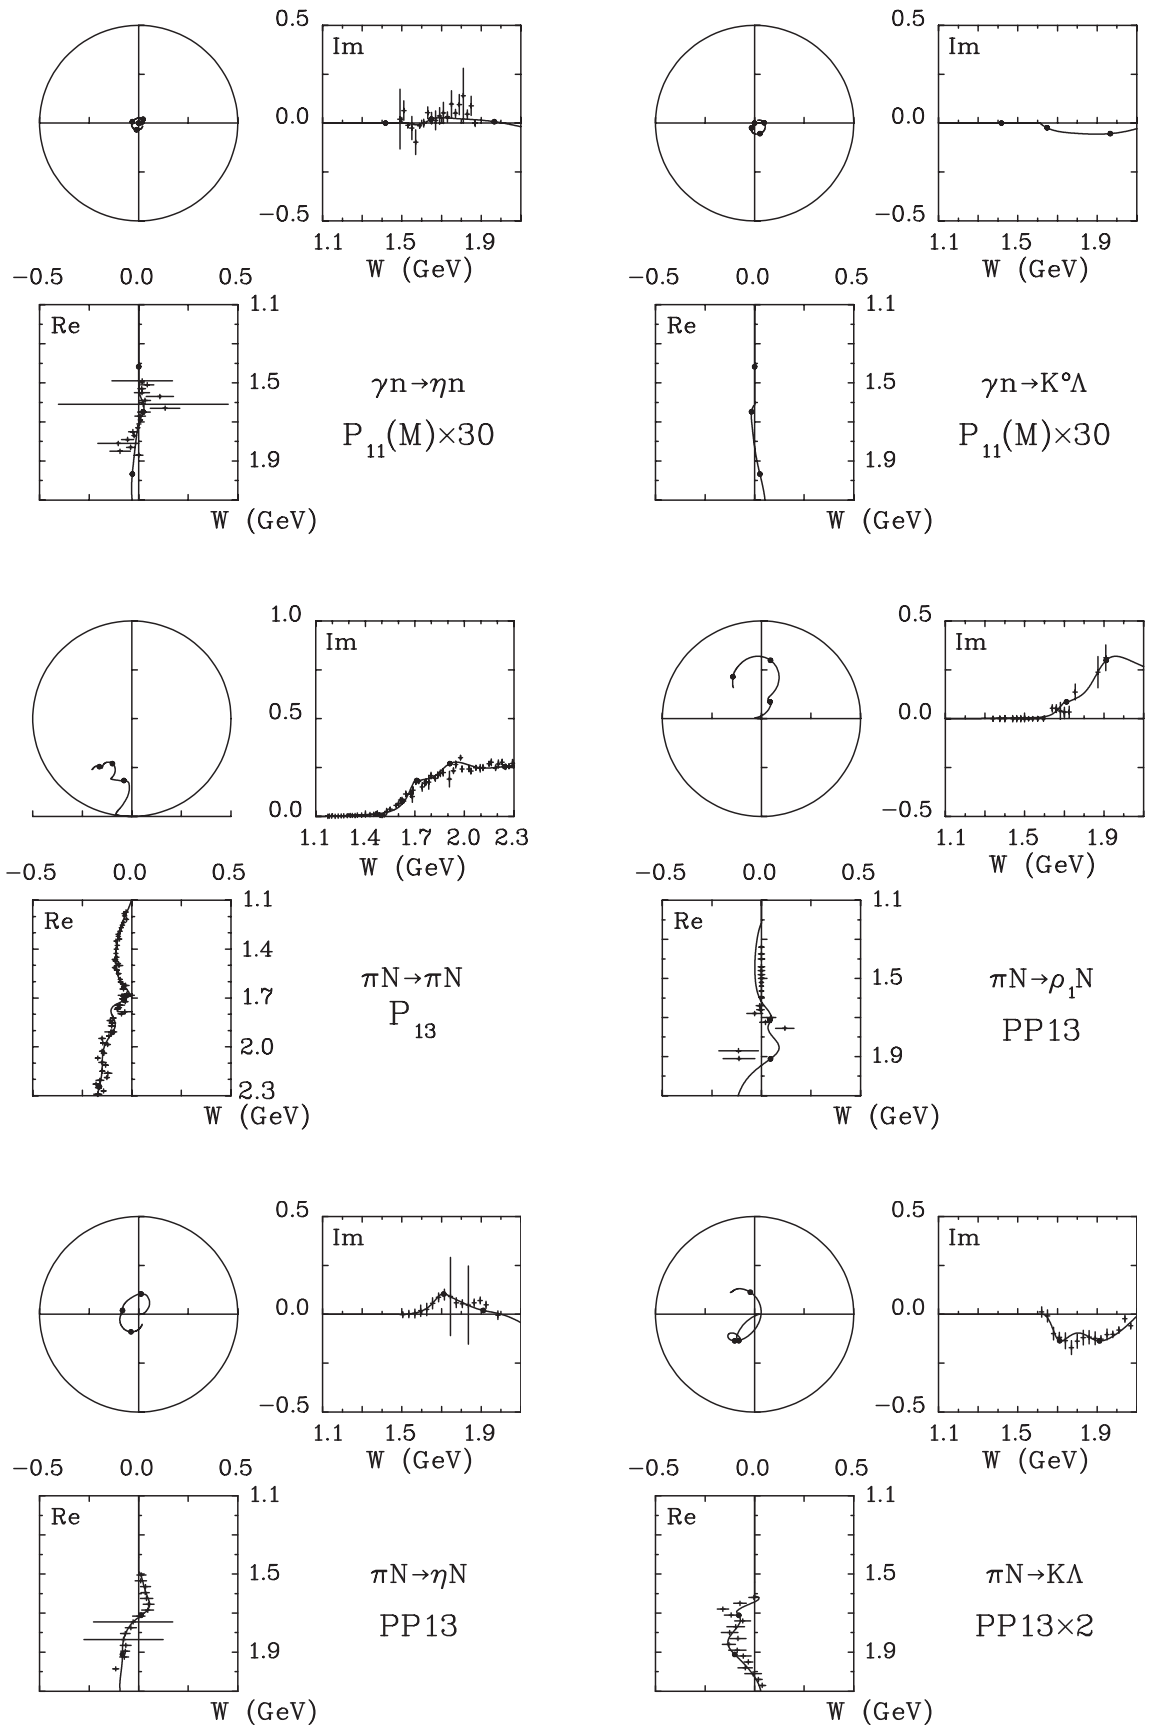 0.5
Im
0.0
−0.5
1.1 1.5 1.9
W (GeV)
−0.5 0.0 0.5
Re
1.1
1.5
1.9
W (GeV)
γn→ηn
P11(M)×30
0.5
Im
0.0
−0.5
1.1 1.5 1.9
W (GeV)
−0.5 0.0 0.5
Re
1.1
1.5
1.9
W (GeV)
γn→K°Λ
P11(M)×30
1.0
Im
0.5
0.0
1.1 1.4 1.7 2.0 2.3
W (GeV)
−0.5 0.0 0.5
Re
1.1
1.4
1.7
2.0
2.3
W (GeV)
πN→πN
P13
0.5
Im
0.0
−0.5
1.1 1.5 1.9
W (GeV)
−0.5 0.0 0.5
Re
1.1
1.5
1.9
W (GeV)
πN→ρ1N
PP13
0.5
Im
0.0
−0.5
1.1 1.5 1.9
W (GeV)
−0.5 0.0 0.5
Re
1.1
1.5
1.9
W (GeV)
πN→ηN
PP13
0.5
Im
0.0
−0.5
1.1 1.5 1.9
W (GeV)
−0.5 0.0 0.5
Re
1.1
1.5
1.9
W (GeV)
πN→KΛ
PP13×2